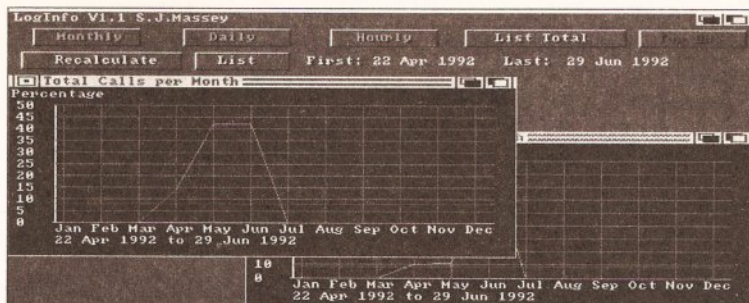 LogInfo V1.1 S.J.Massey
Monthly Daily Hourly List Total
Recalculate List First: 22 Apr 1992 Last: 29 Jun 1992
Total Calls per Month
Percentage
50
45
40
35
30
25
20
15
10
5
0
Jan Feb Mar Apr May Jun Jul Aug Sep Oct Nov Dec
22 Apr 1992 to 29 Jun 1992
10
0
Jan Feb Mar Apr May Jun Jul Aug Sep Oct Nov Dec
22 Apr 1992 to 29 Jun 1992